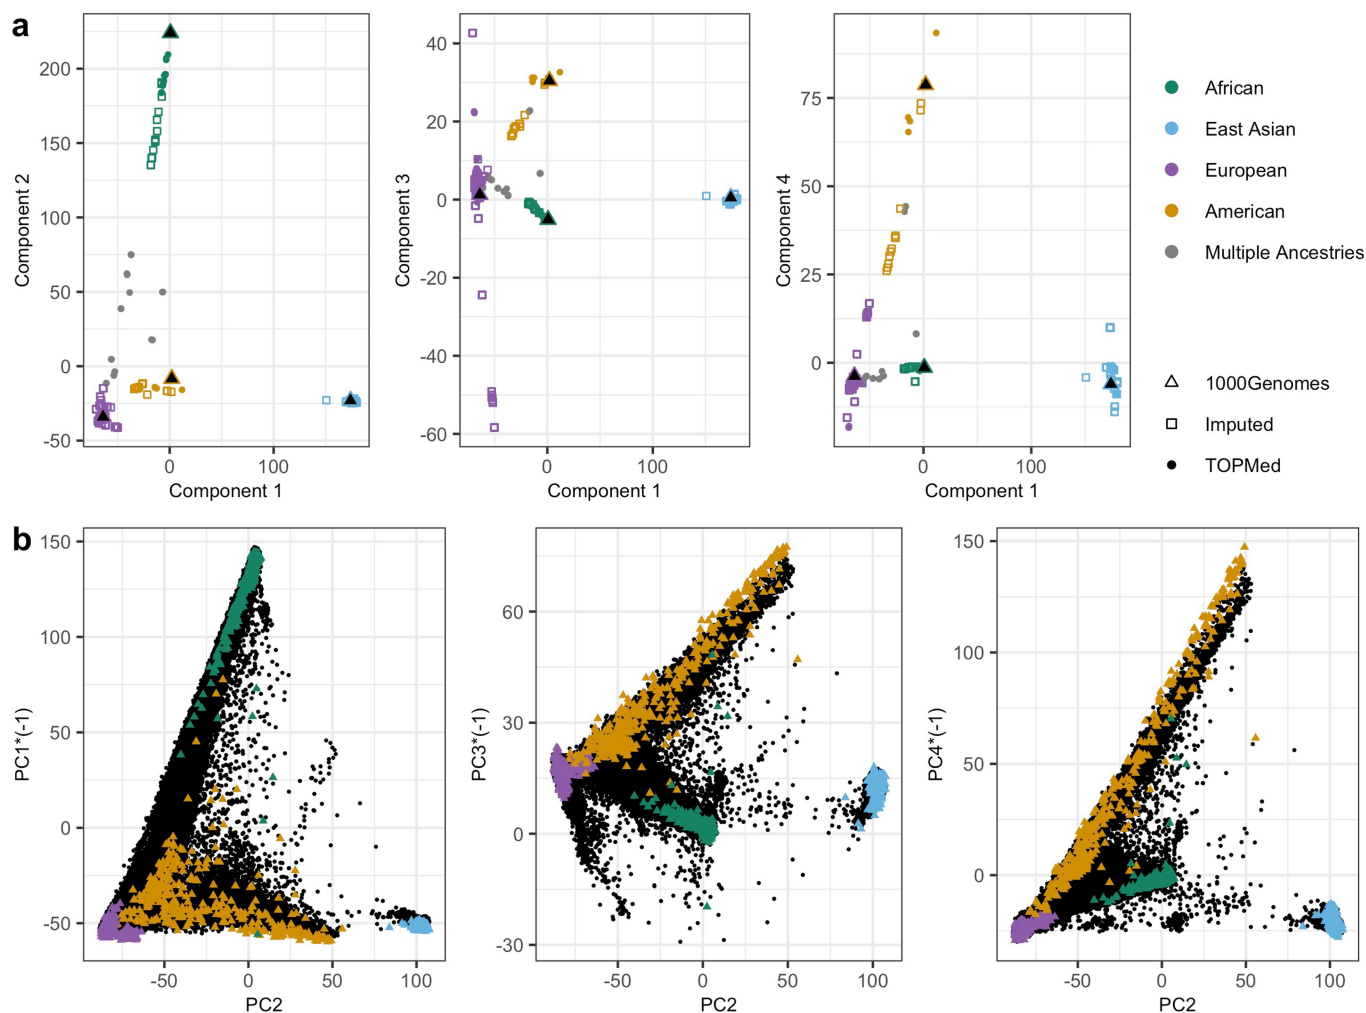 a
200
150
100
50
0
-50
0
100
Component 2
Component 1
40
20
0
-20
-40
-60
0
100
Component 3
Component 1
75
50
25
0
0
100
Component 4
Component 1
African
East Asian
European
American
Multiple Ancestries
1000Genomes
Imputed
TOPMed
b
150
100
50
0
-50
-50
0
50
100
PC1*(-1)
PC2
60
30
0
-30
-50
0
50
100
PC3*(-1)
PC2
150
100
50
0
-50
0
50
100
PC4*(-1)
PC2